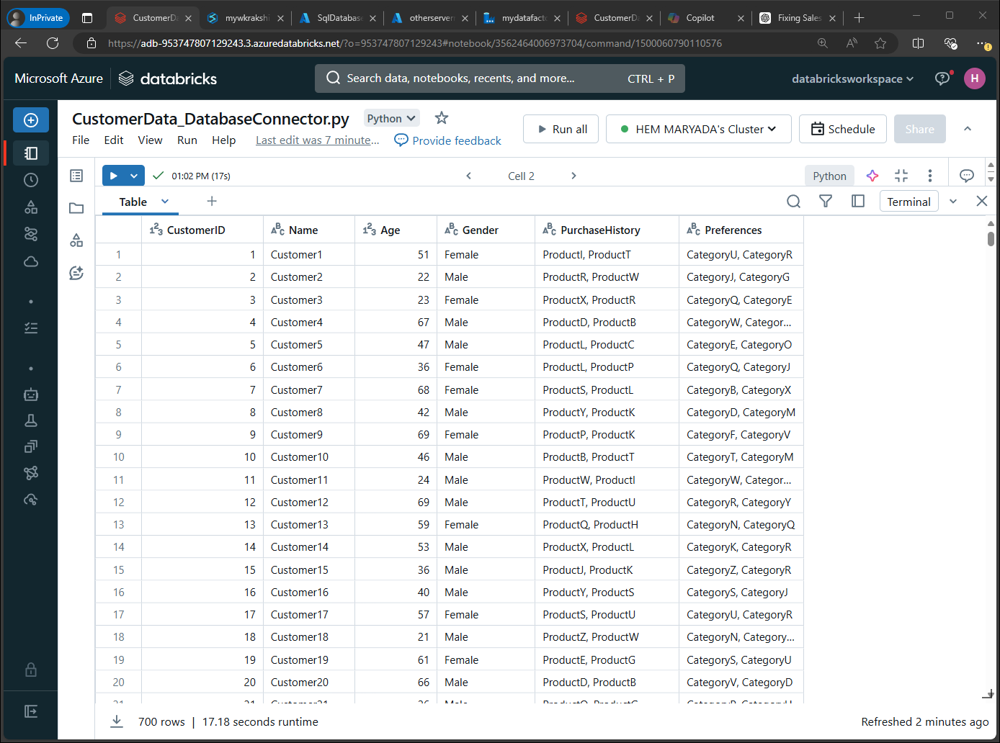 InPrivate
CustomerDa
mywkrakshi
SqlDatabase
otherserver
mydatafacto
CustomerDa
Copilot
Fixing Sales
https://adb-953747807129243.3.azuredatabricks.net/?o=953747807129243#notebook/3562464006973704/command/1500060790110576
Microsoft Azure databricks
Search data, notebooks, recents, and more... CTRL + P
databricksworkspace
H
CustomerData_DatabaseConnector.py Python
File Edit View Run Help Last edit was 7 minute... Provide feedback
Run all HEM MARYADA's Cluster Schedule Share
01:02 PM (17s) Cell 2 Python
Table + Terminal
CustomerID Name Age Gender PurchaseHistory Preferences
1 1 Customer1 51 Female ProductI, ProductT CategoryU, CategoryR
2 2 Customer2 22 Male ProductR, ProductW CategoryJ, CategoryG
3 3 Customer3 23 Female ProductX, ProductR CategoryQ, CategoryE
4 4 Customer4 67 Male ProductD, ProductB CategoryW, Categor...
5 5 Customer5 47 Male ProductL, ProductC CategoryE, CategoryO
6 6 Customer6 36 Female ProductL, ProductP CategoryQ, CategoryJ
7 7 Customer7 68 Female ProductS, ProductL CategoryB, CategoryX
8 8 Customer8 42 Male ProductY, ProductK CategoryD, CategoryM
9 9 Customer9 69 Female ProductP, ProductK CategoryF, CategoryV
10 10 Customer10 46 Male ProductB, ProductT CategoryT, CategoryM
11 11 Customer11 24 Male ProductW, ProductI CategoryW, Categor...
12 12 Customer12 69 Male ProductT, ProductU CategoryR, CategoryY
13 13 Customer13 59 Female ProductQ, ProductH CategoryN, CategoryQ
14 14 Customer14 53 Male ProductX, ProductL CategoryK, CategoryR
15 15 Customer15 36 Male ProductJ, ProductK CategoryZ, CategoryR
16 16 Customer16 40 Male ProductY, ProductS CategoryS, CategoryJ
17 17 Customer17 57 Female ProductS, ProductU CategoryU, CategoryR
18 18 Customer18 21 Male ProductZ, ProductW CategoryN, Category...
19 19 Customer19 61 Female ProductE, ProductG CategoryS, CategoryU
20 20 Customer20 66 Male ProductD, ProductB CategoryV, CategoryD
700 rows | 17.18 seconds runtime
Refreshed 2 minutes ago